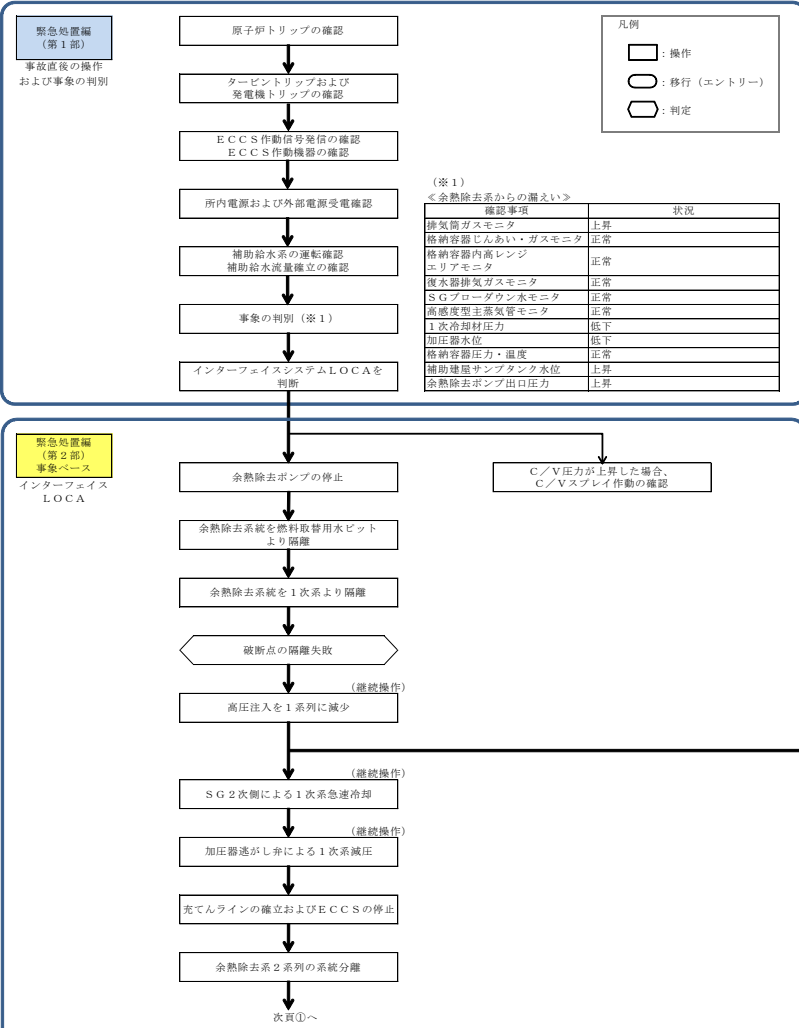 緊急処置編
(第1部)
事故直後の操作
および事象の判別
原子炉トリップの確認
タービントリップおよび
発電機トリップの確認
ECCS作動信号発信の確認
ECCS作動機器の確認
所内電源および外部電源受電確認
補助給水系の運転確認
補助給水流量確立の確認
事象の判別(※1)
インターフェイスシステムLOCAを
判断
凡例
:操作
:移行(エントリー)
:判定
(※1)
≪余熱除去系からの漏えい≫
確認事項 状況
排気筒ガスモニタ 上昇
格納容器じんあい・ガスモニタ 正常
格納容器内高レンジ
エリアモニタ 正常
復水器排気ガスモニタ 正常
SGブローダウン水モニタ 正常
高感度型主蒸気管モニタ 正常
1次冷却材圧力 低下
加圧器水位 低下
格納容器圧力・温度 正常
補助建屋サンプタンク水位 上昇
余熱除去ポンプ出口圧力 上昇
緊急処置編
(第2部)
事象ベース
インターフェイス
LOCA
余熱除去ポンプの停止
C/V圧力が上昇した場合、
C/Vスプレイ作動の確認
余熱除去系統を燃料取替用水ピット
より隔離
余熱除去系統を1次系より隔離
破断点の隔離失敗
(継続操作)
高圧注入を1系列に減少
(継続操作)
SG2次側による1次系急速冷却
(継続操作)
加圧器逃がし弁による1次系減圧
充てんラインの確立およびECCSの停止
余熱除去系2系列の系統分離
次頁①へ